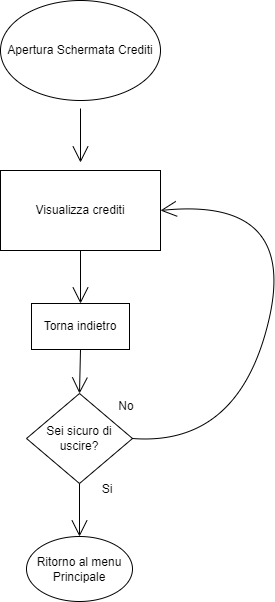 Apertura Schermata Crediti
Visualizza crediti
Torna indietro
No
Sei sicuro di
uscire?
Si
Ritorno al menu
Principale